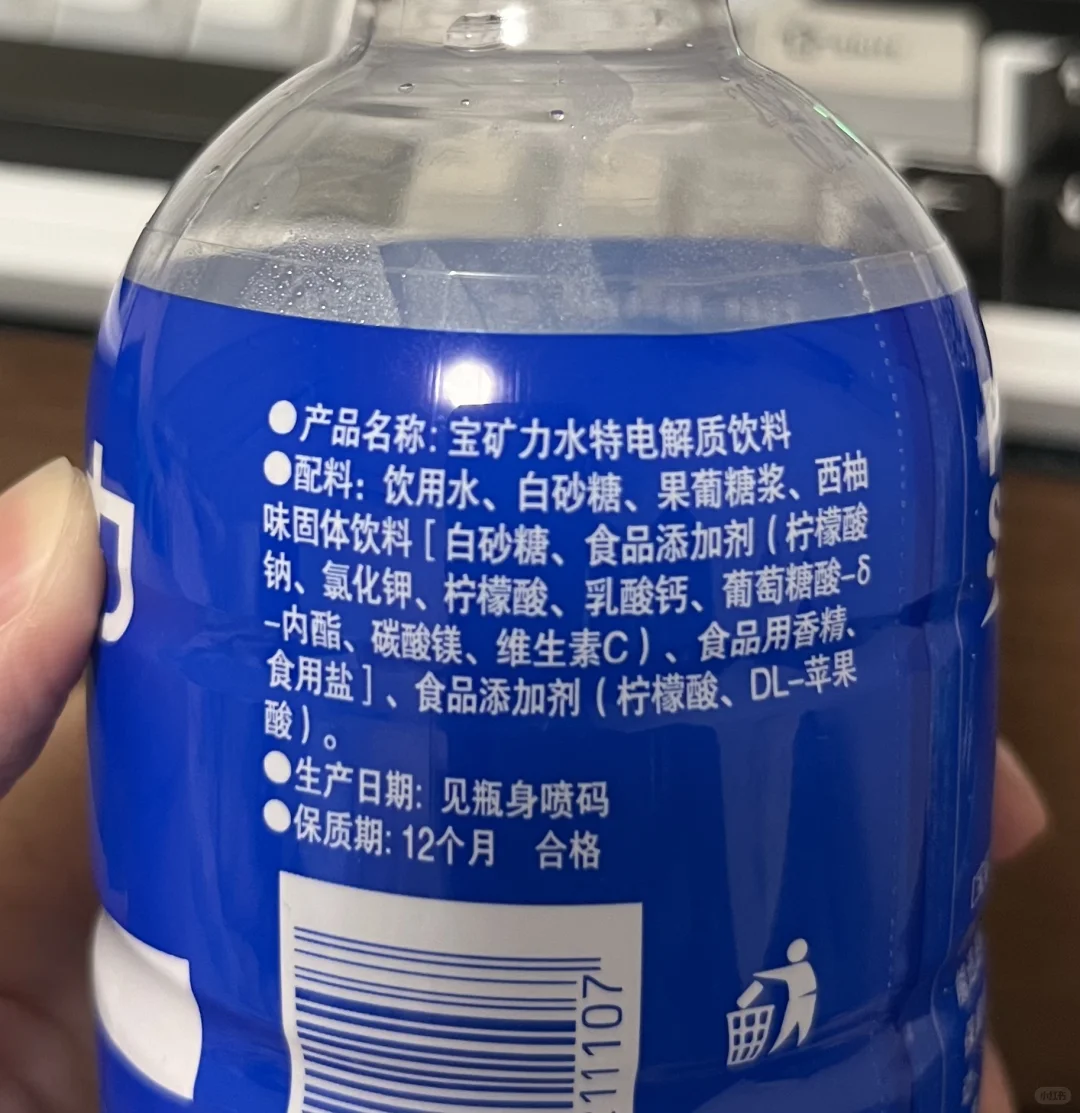 ●产品名称：宝矿力水特电解质饮料
●配料：饮用水、白砂糖、果葡糖浆、西柚
味固体饮料［白砂糖、食品添加剂（柠檬酸
钠、氯化钾、柠檬酸、乳酸钙、葡萄糖酸-δ
-内酯、碳酸镁、维生素C）、食品用香精、
食用盐］、食品添加剂（柠檬酸、DL-苹果
酸）。
●生产日期：见瓶身喷码
●保质期：12个月 合格
11107
力
小红书